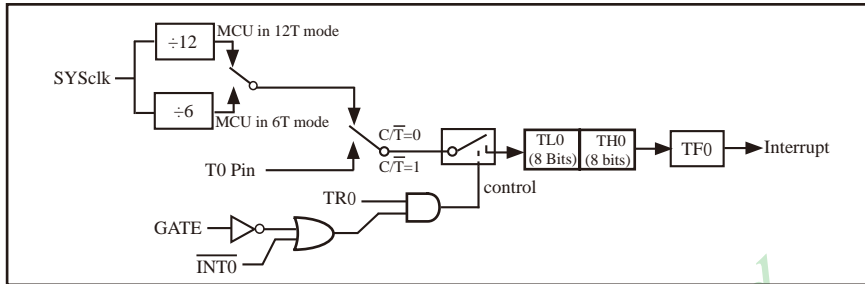 ÷12
MCU in 12T mode
SYSclk
÷6
MCU in 6T mode
C/T̅=0
T0 Pin
C/T̅=1
TL0
(8 Bits)
TH0
(8 bits)
TF0
Interrupt
control
TR0
GATE
I̅N̅T̅0̅